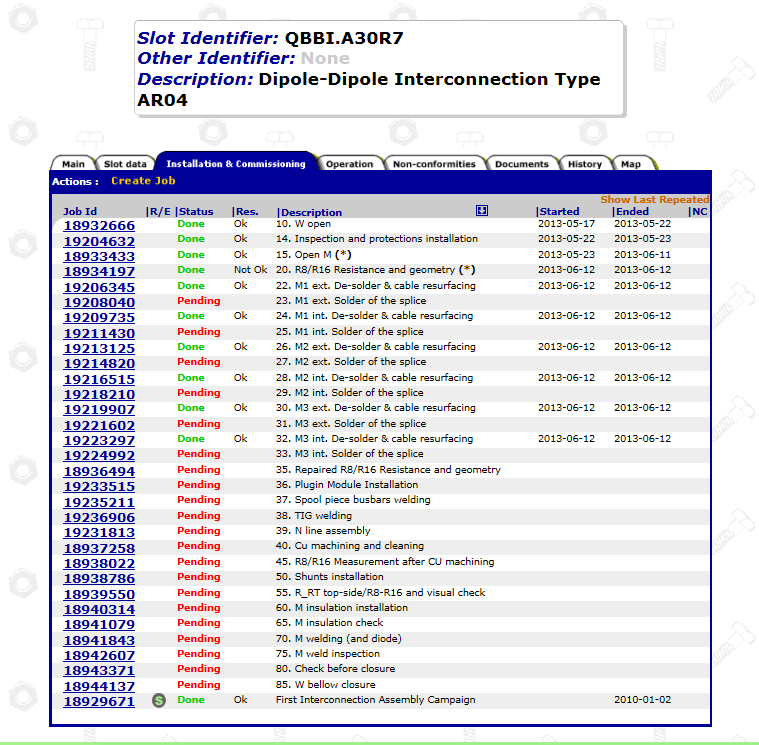 Slot Identifier: QBBI.A30R7
Other Identifier: None
Description: Dipole-Dipole Interconnection Type
AR04
Main Slot data Installation & Commissioning Operation Non-conformities Documents History Map
Actions : Create Job
Show Last Repeated
Job Id |R/E |Status |Res. |Description |Started |Ended |NC
18932666 Done Ok 10. W open 2013-05-17 2013-05-22
19204632 Done Ok 14. Inspection and protections installation 2013-05-22 2013-05-23
18933433 Done Ok 15. Open M (*) 2013-05-23 2013-06-11
18934197 Done Not Ok 20. R8/R16 Resistance and geometry (*) 2013-06-12 2013-06-12
19206345 Done Ok 22. M1 ext. De-solder & cable resurfacing 2013-06-12 2013-06-12
19208040 Pending 23. M1 ext. Solder of the splice
19209735 Done Ok 24. M1 int. De-solder & cable resurfacing 2013-06-12 2013-06-12
19211430 Pending 25. M1 int. Solder of the splice
19213125 Done Ok 26. M2 ext. De-solder & cable resurfacing 2013-06-12 2013-06-12
19214820 Pending 27. M2 ext. Solder of the splice
19216515 Done Ok 28. M2 int. De-solder & cable resurfacing 2013-06-12 2013-06-12
19218210 Pending 29. M2 int. Solder of the splice
19219907 Done Ok 30. M3 ext. De-solder & cable resurfacing 2013-06-12 2013-06-12
19221602 Pending 31. M3 ext. Solder of the splice
19223297 Done Ok 32. M3 int. De-solder & cable resurfacing 2013-06-12 2013-06-12
19224992 Pending 33. M3 int. Solder of the splice
18936494 Pending 35. Repaired R8/R16 Resistance and geometry
19233515 Pending 36. Plugin Module Installation
19235211 Pending 37. Spool piece busbars welding
19236906 Pending 38. TIG welding
19231813 Pending 39. N line assembly
18937258 Pending 40. Cu machining and cleaning
18938022 Pending 45. R8/R16 Measurement after CU machining
18938786 Pending 50. Shunts installation
18939550 Pending 55. R_RT top-side/R8-R16 and visual check
18940314 Pending 60. M insulation installation
18941079 Pending 65. M insulation check
18941843 Pending 70. M welding (and diode)
18942607 Pending 75. M weld inspection
18943371 Pending 80. Check before closure
18944137 Pending 85. W bellow closure
18929671 S Done Ok First Interconnection Assembly Campaign 2010-01-02